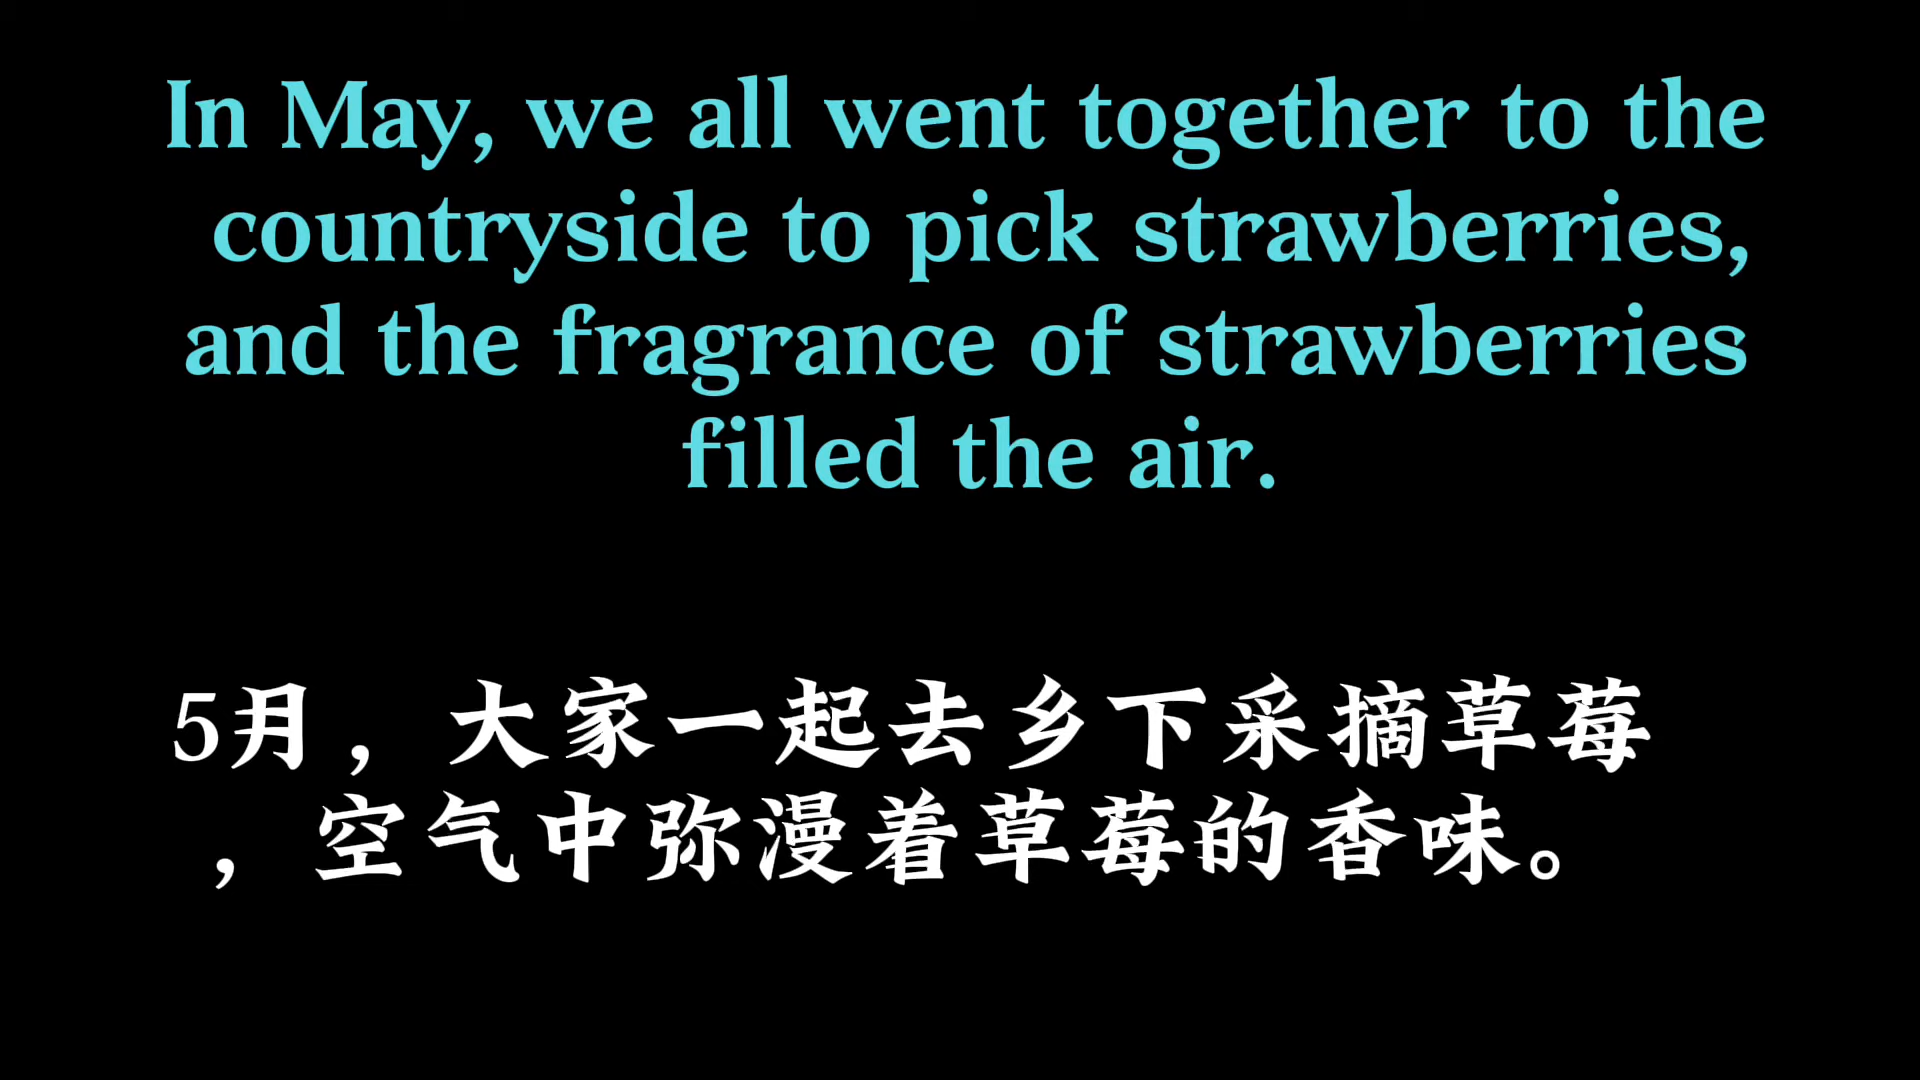 In May, we all went together to the
countryside to pick strawberries,
and the fragrance of strawberries
filled the air.
5月，大家一起去乡下采摘草莓
，空气中弥漫着草莓的香味。